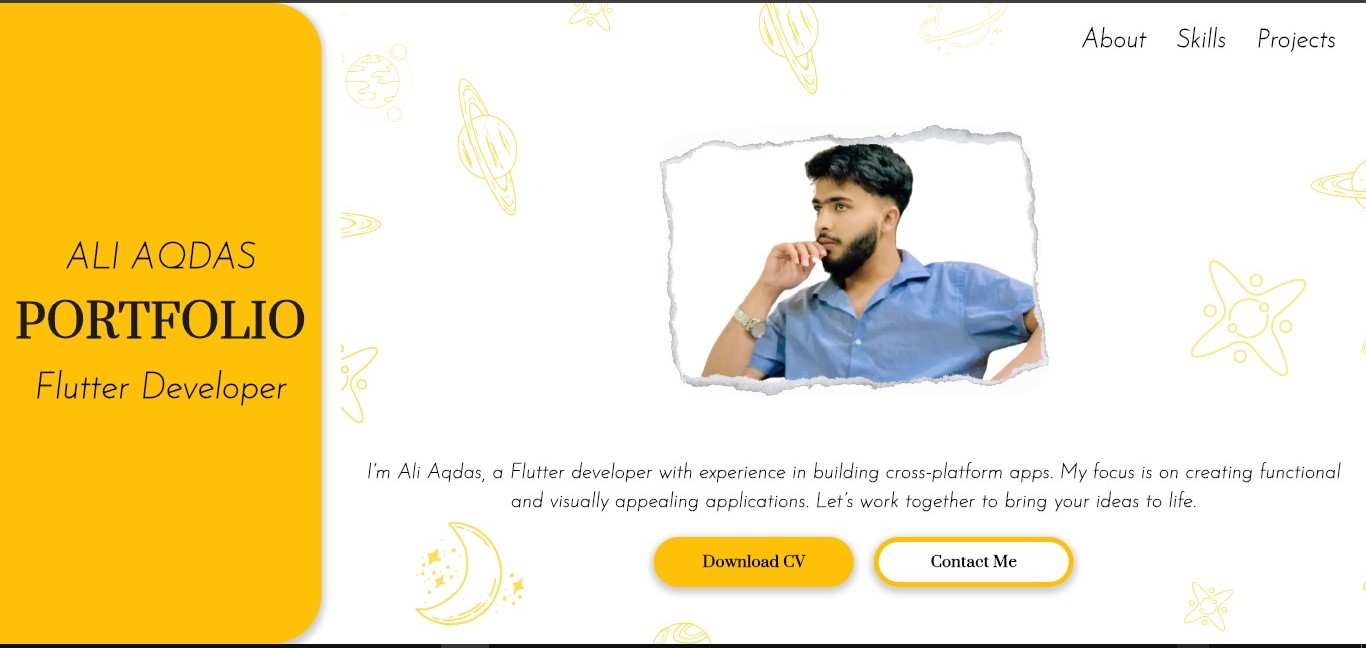 About Skills Projects
ALI AQDAS
PORTFOLIO
Flutter Developer
I'm Ali Aqdas, a Flutter developer with experience in building cross-platform apps. My focus is on creating functional
and visually appealing applications. Let's work together to bring your ideas to life.
Download CV
Contact Me